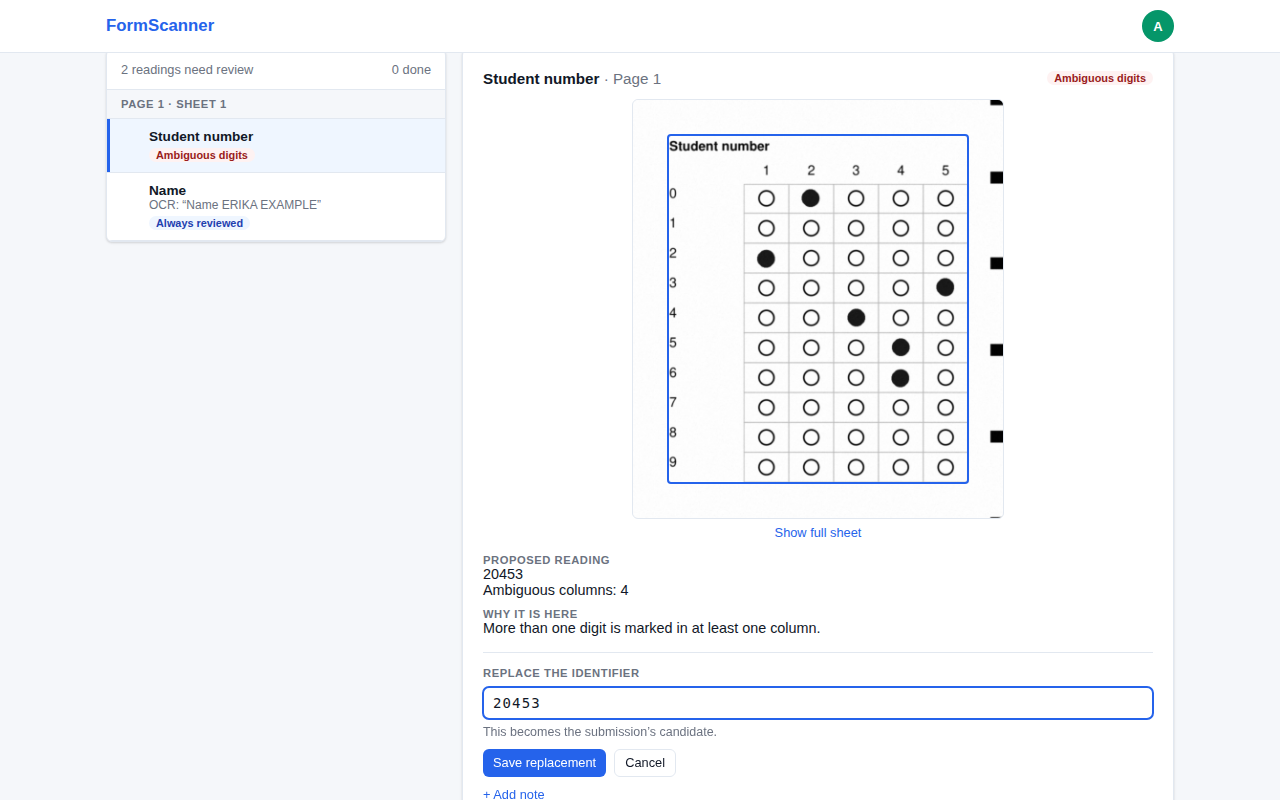 FormScanner
A
2 readings need review
0 done
PAGE 1 · SHEET 1
Student number
Ambiguous digits
Name
OCR: “Name ERIKA EXAMPLE”
Always reviewed
Student number · Page 1
Ambiguous digits
Student number
1 2 3 4 5
0
1
2
3
4
5
6
7
8
9
Show full sheet
PROPOSED READING
20453
Ambiguous columns: 4
WHY IT IS HERE
More than one digit is marked in at least one column.
REPLACE THE IDENTIFIER
20453
This becomes the submission’s candidate.
Save replacement
Cancel
+ Add note